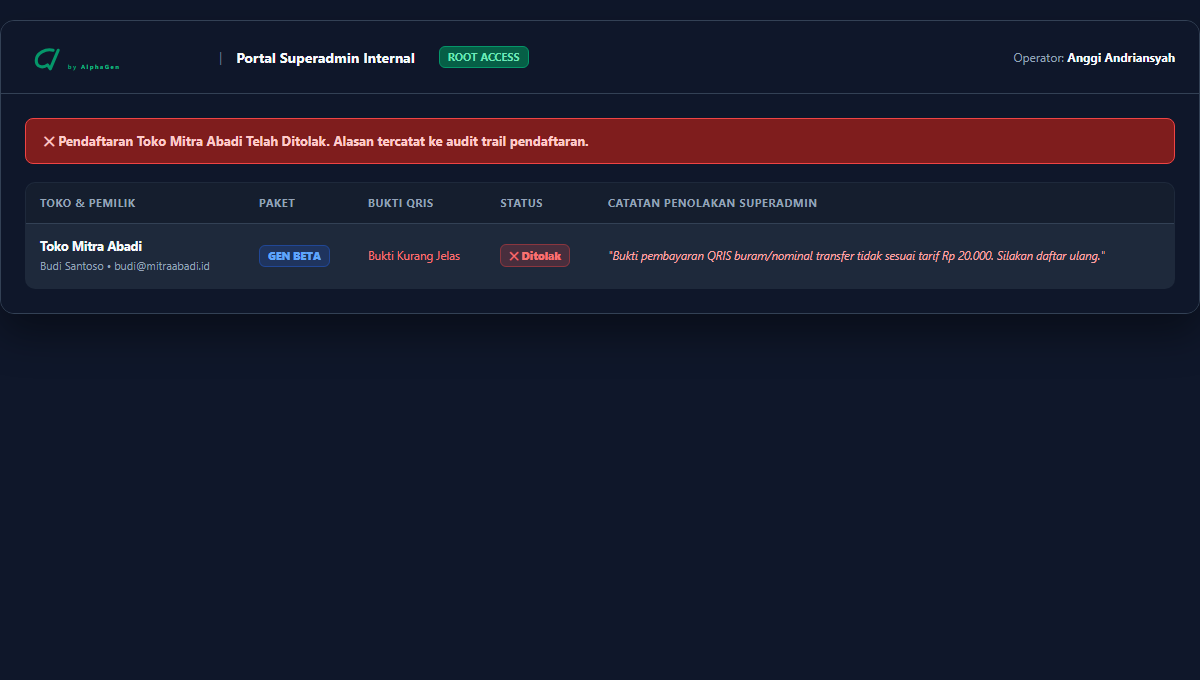 by AlphaGen
| Portal Superadmin Internal
ROOT ACCESS
Operator: Anggi Andriansyah
✕ Pendaftaran Toko Mitra Abadi Telah Ditolak. Alasan tercatat ke audit trail pendaftaran.
TOKO & PEMILIK PAKET BUKTI QRIS STATUS CATATAN PENOLAKAN SUPERADMIN
Toko Mitra Abadi
Budi Santoso • budi@mitraabadi.id
GEN BETA
Bukti Kurang Jelas
✕ Ditolak
"Bukti pembayaran QRIS buram/nominal transfer tidak sesuai tarif Rp 20.000. Silakan daftar ulang."